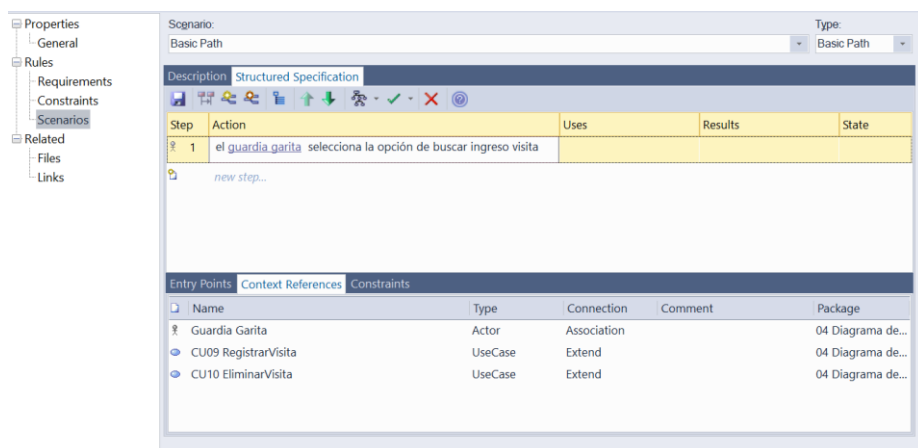 Properties
General
Rules
Requirements
Constraints
Scenarios
Related
Files
Links
Scenario: Type:
Basic Path Basic Path
Description Structured Specification
Step Action Uses Results State
1 el guardia garita selecciona la opción de buscar ingreso visita
new step...
Entry Points Context References Constraints
Name Type Connection Comment Package
Guardia Garita Actor Association 04 Diagrama de...
CU09 RegistrarVisita UseCase Extend 04 Diagrama de...
CU10 EliminarVisita UseCase Extend 04 Diagrama de...